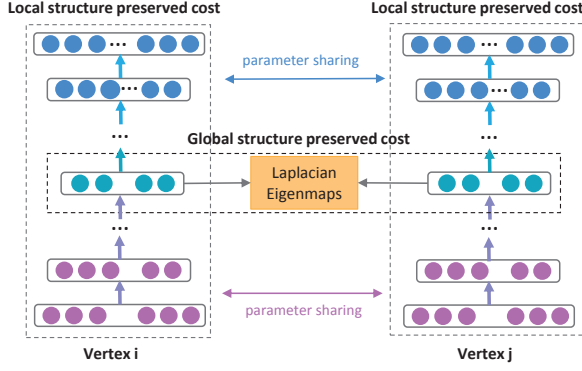 Local structure preserved cost
Local structure preserved cost
...
...
parameter sharing
...
...
...
...
Global structure preserved cost
Laplacian
Eigenmaps
...
...
parameter sharing
Vertex i
Vertex j